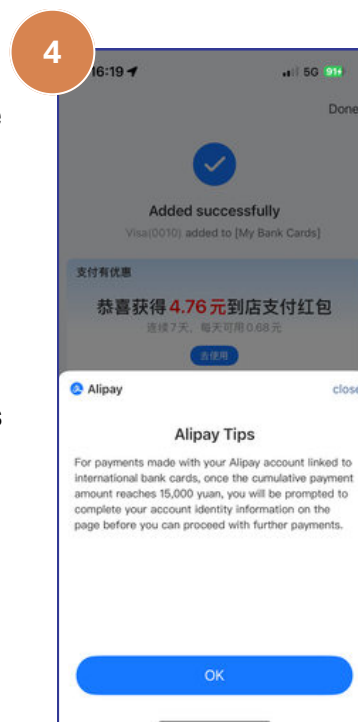 4
16:19
5G 91
Done
Added successfully
Visa(0010) added to [My Bank Cards]
支付有优惠
恭喜获得4.76元到店支付红包
连续7天，每天可用0.68元
去使用
Alipay
close
Alipay Tips
For payments made with your Alipay account linked to
international bank cards, once the cumulative payment
amount reaches 15,000 yuan, you will be prompted to
complete your account identity information on the
page before you can proceed with further payments.
OK